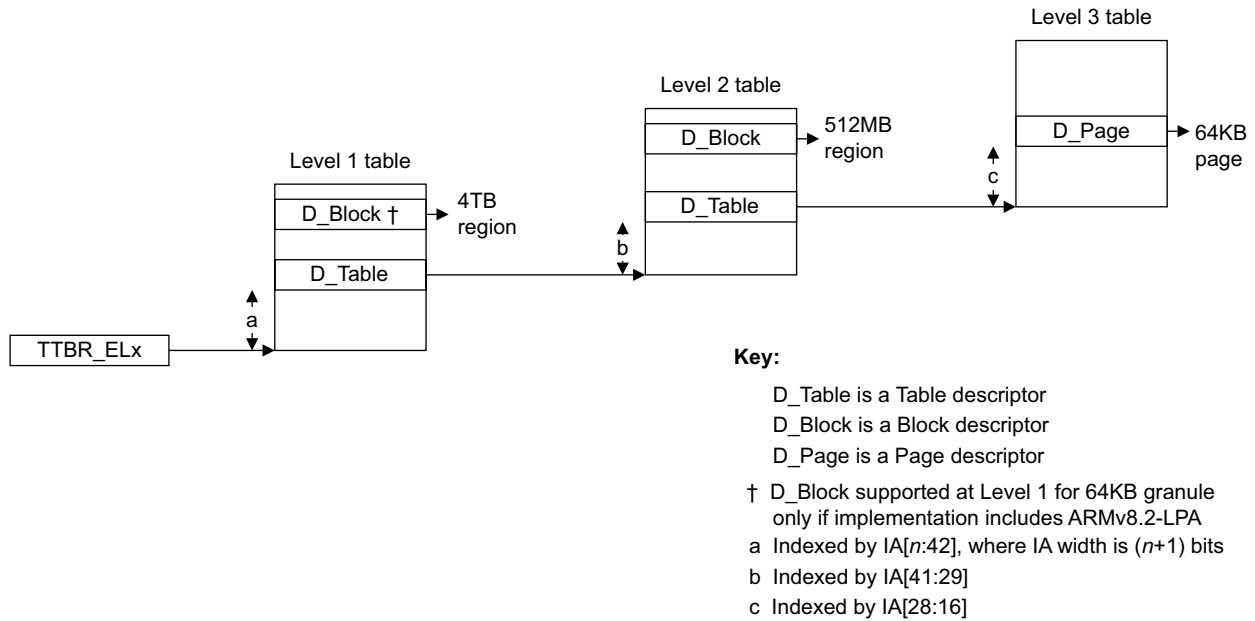 Level 3 table
Level 2 table
D_Block
512MB
region
D_Page
64KB
page
c
Level 1 table
D_Block †
4TB
region
D_Table
b
D_Table
a
TTBR_ELx
Key:
D_Table is a Table descriptor
D_Block is a Block descriptor
D_Page is a Page descriptor
† D_Block supported at Level 1 for 64KB granule
only if implementation includes ARMv8.2-LPA
a Indexed by IA[n:42], where IA width is (n+1) bits
b Indexed by IA[41:29]
c Indexed by IA[28:16]